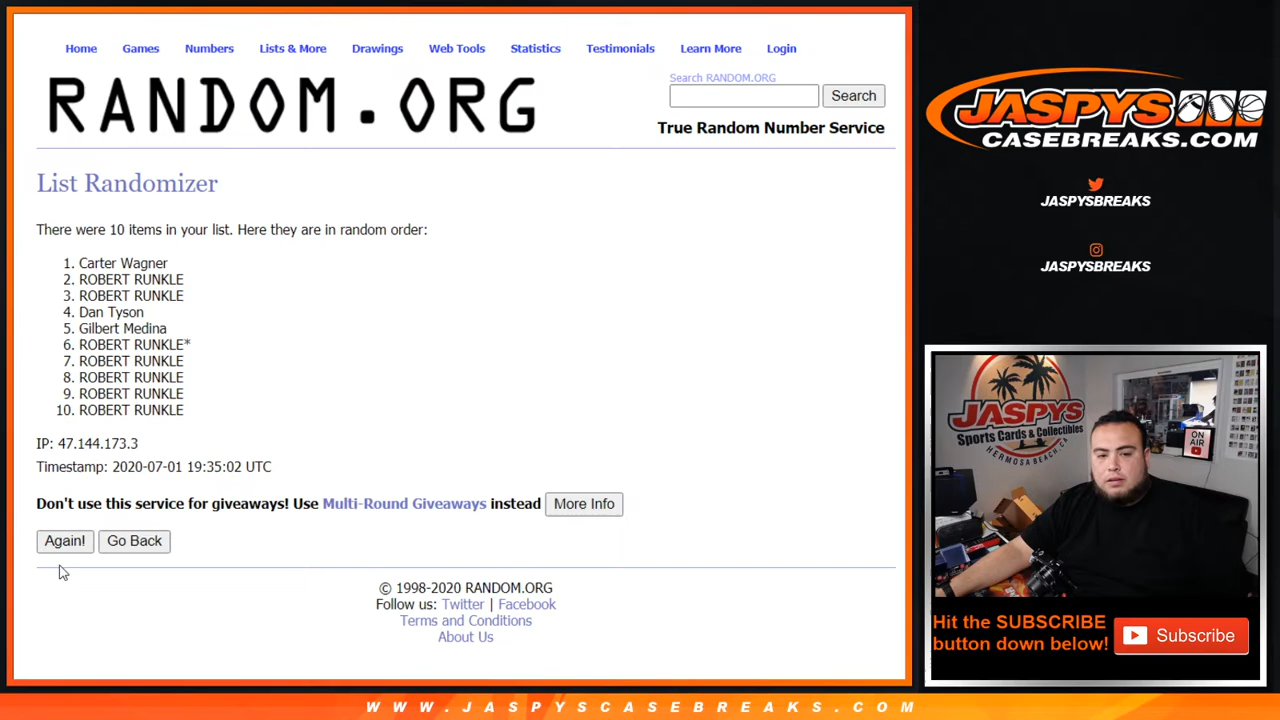 Home Games Numbers Lists & More Drawings Web Tools Statistics Testimonials Learn More Login
RANDOM.ORG
Search RANDOM.ORG
Search
True Random Number Service
List Randomizer
There were 10 items in your list. Here they are in random order:
1. Carter Wagner
2. ROBERT RUNKLE
3. ROBERT RUNKLE
4. Dan Tyson
5. Gilbert Medina
6. ROBERT RUNKLE*
7. ROBERT RUNKLE
8. ROBERT RUNKLE
9. ROBERT RUNKLE
10. ROBERT RUNKLE
IP: 47.144.173.3
Timestamp: 2020-07-01 19:35:02 UTC
Don't use this service for giveaways! Use Multi-Round Giveaways instead More Info
Again! Go Back
© 1998-2020 RANDOM.ORG
Follow us: Twitter | Facebook
Terms and Conditions
About Us
JASPYS
CASEBREAKS.COM
JASPYSBREAKS
JASPYSBREAKS
JASPYS
Sports Cards & Collectibles
HERMOSA BEACH, CA
ON
AIR
Hit the SUBSCRIBE
button down below!
Subscribe
WWW.JASPYSCASEBREAKS.COM